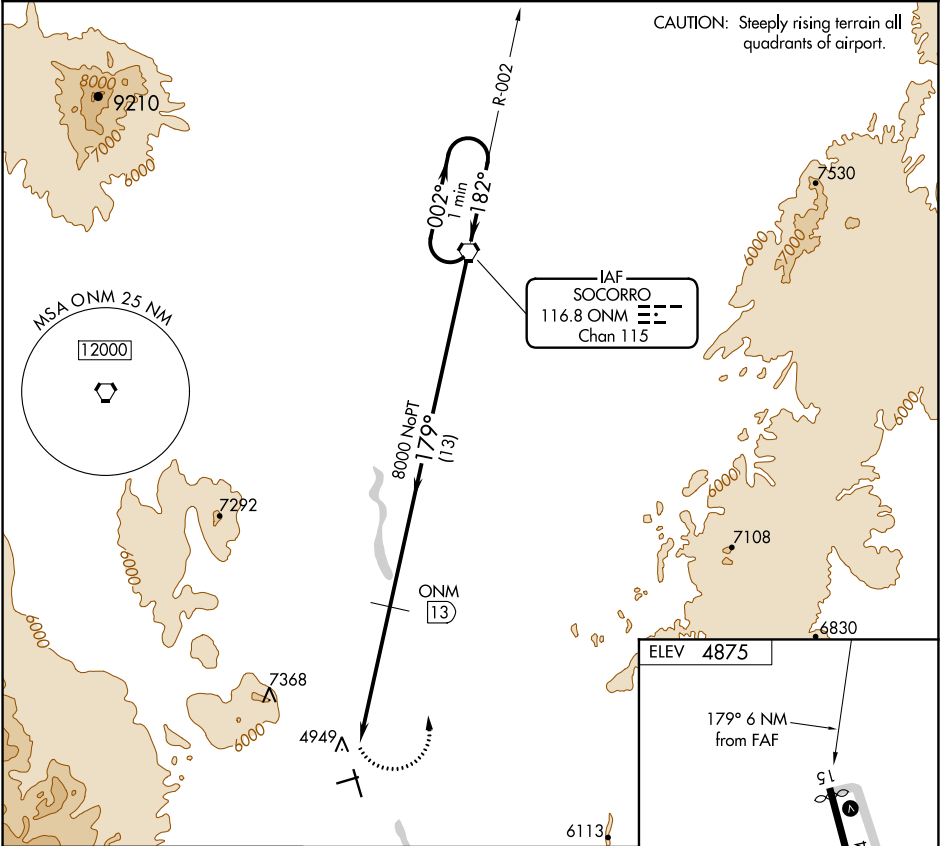 CAUTION: Steeply rising terrain all
quadrants of airport.
R-002
8000
9210
7000
6000
002°
1 min
182°
7530
6000
7000
IAF
SOCORRO
116.8 ONM
Chan 115
MSA ONM 25 NM
12000
8000 NoPT
179°
(13)
6000
7292
6000
6000
7108
ONM
13
6000
6830
ELEV 4875
7368
6000
4949
179° 6 NM
from FAF
15
V
6113